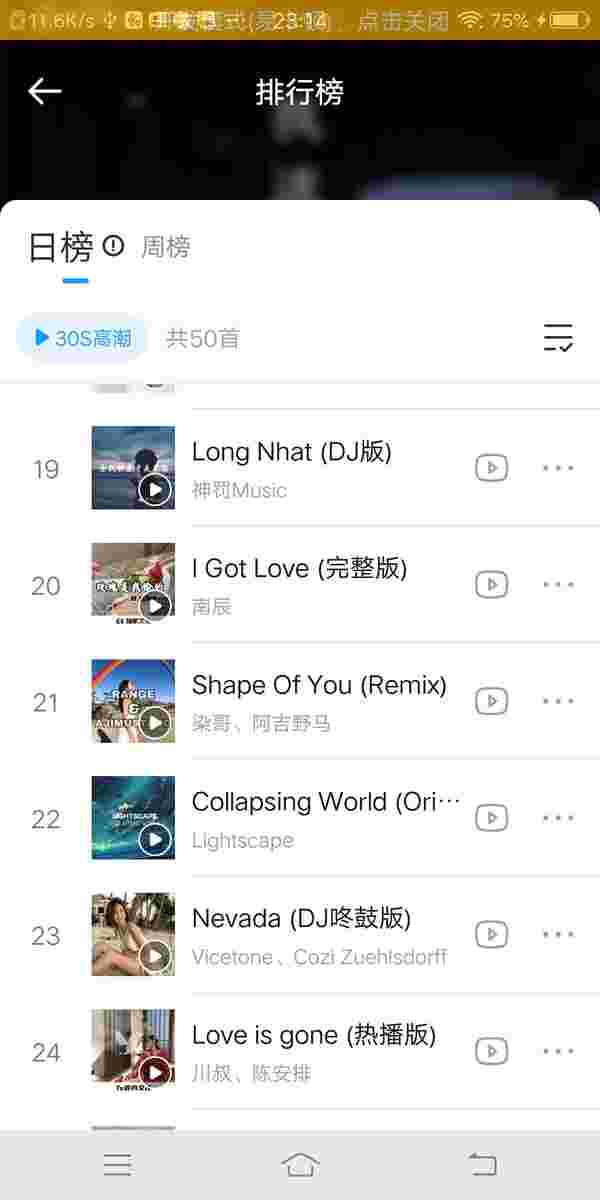 11.6K/s
23:14
点击关闭
75%
排行榜
日榜
周榜
30S高潮
共50首
19
Long Nhat (DJ版)
神罚Music
20
I Got Love (完整版)
南辰
21
RANGE
&
Shape Of You (Remix)
染哥、阿吉野马
22
LIGHTSCAPE
Collapsing World (Ori···
Lightscape
23
Nevada (DJ咚鼓版)
Vicetone、Cozi Zuehlsdorff
24
Love is gone (热播版)
川叔、陈安排